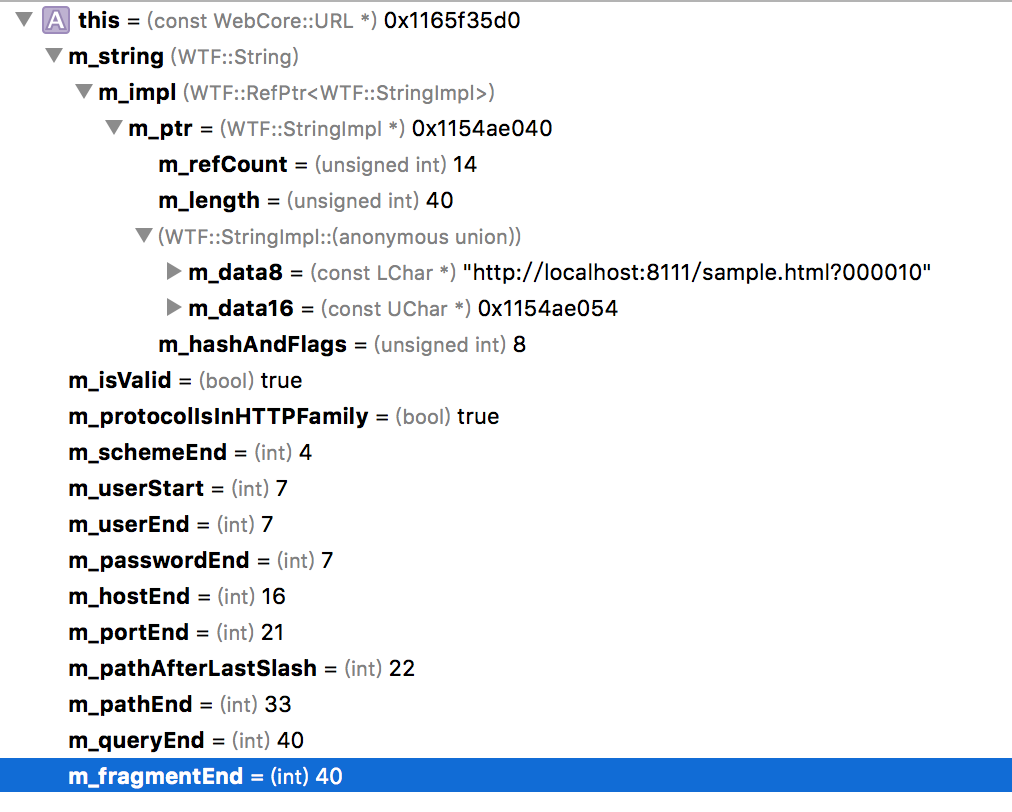 A this = (const WebCore::URL *) 0x1165f35d0
m_string (WTF::String)
m_impl (WTF::RefPtr<WTF::StringImpl>)
m_ptr = (WTF::StringImpl *) 0x1154ae040
m_refCount = (unsigned int) 14
m_length = (unsigned int) 40
(WTF::StringImpl::(anonymous union))
m_data8 = (const LChar *) "http://localhost:8111/sample.html?000010"
m_data16 = (const UChar *) 0x1154ae054
m_hashAndFlags = (unsigned int) 8
m_isValid = (bool) true
m_protocolIsInHTTPFamily = (bool) true
m_schemeEnd = (int) 4
m_userStart = (int) 7
m_userEnd = (int) 7
m_passwordEnd = (int) 7
m_hostEnd = (int) 16
m_portEnd = (int) 21
m_pathAfterLastSlash = (int) 22
m_pathEnd = (int) 33
m_queryEnd = (int) 40
m_fragmentEnd = (int) 40